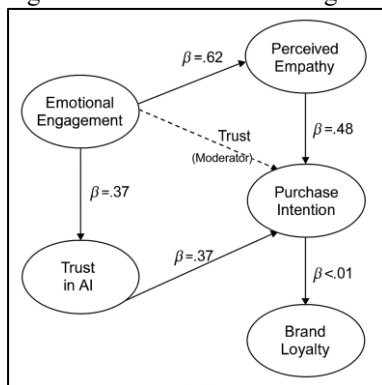 Perceived
Empathy
β=.62
Emotional
Engagement
Trust
(Moderator)
β=.48
β=.37
Purchase
Intention
β=.37
Trust
in AI
β<.01
Brand
Loyalty